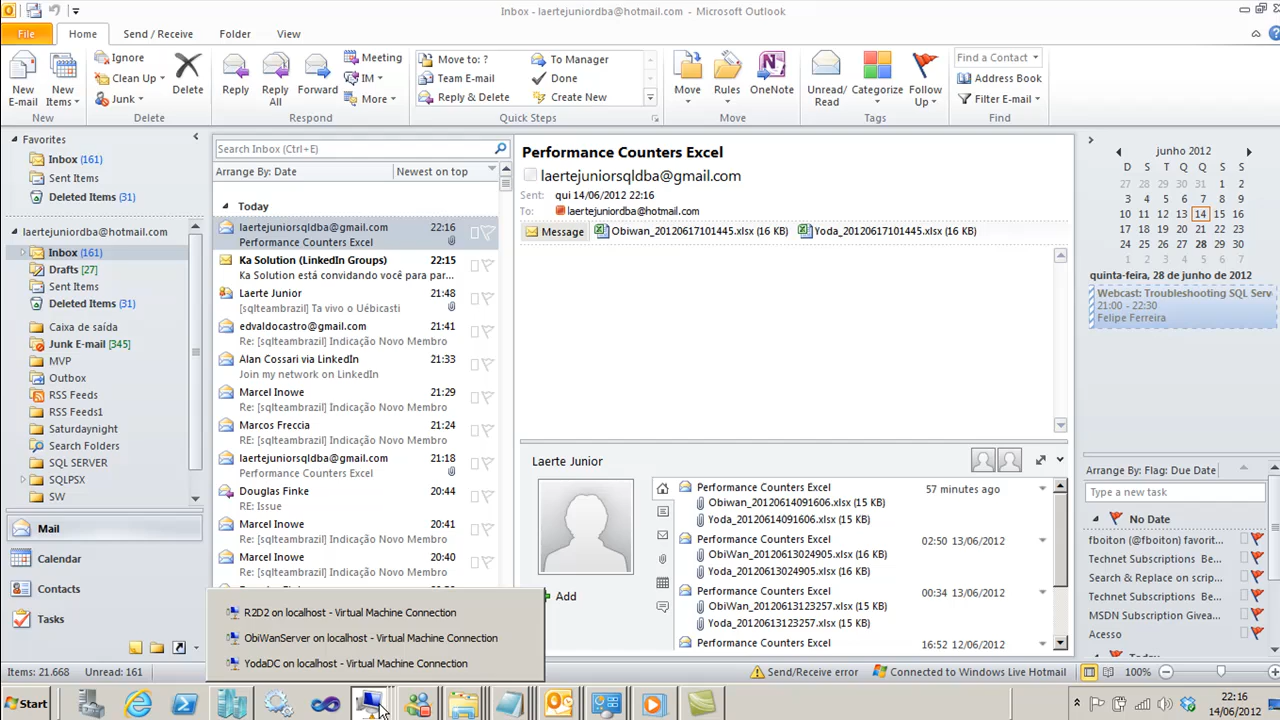 Inbox - laertejuniordba@hotmail.com - Microsoft Outlook
File Home Send / Receive Folder View
New E-mail
New Items
Ignore
Clean Up
Junk
Delete
Reply
Reply All
Forward
Meeting
IM
More
Move to: ?
Team E-mail
Reply & Delete
To Manager
Done
Create New
Move
Rules
OneNote
Unread/ Read
Categorize
Follow Up
Find a Contact
Address Book
Filter E-mail
New Delete Respond Quick Steps Move Tags Find
Favorites
Inbox (161)
Sent Items
Deleted Items (31)
laertejuniordba@hotmail.com
Inbox (161)
Drafts [27]
Sent Items
Deleted Items (31)
Caixa de saída
Junk E-mail [345]
MVP
Outbox
RSS Feeds
RSS Feeds1
Saturdaynight
Search Folders
SQL SERVER
SQLPSX
SW
Mail
Calendar
Contacts
Tasks
Search Inbox (Ctrl+E)
Arrange By: Date Newest on top
Today
laertejuniorsqldba@gmail.com 22:16
Performance Counters Excel
Ka Solution (LinkedIn Groups) 22:15
Ka Solution está convidando você para par...
Laerte Junior 21:48
[sqlteambrazil] Ta vivo o Uébicasti
edvaldocastro@gmail.com 21:41
Re: [sqlteambrazil] Indicação Novo Membro
Alan Cossari via LinkedIn 21:33
Join my network on LinkedIn
Marcel Inowe 21:29
Re: [sqlteambrazil] Indicação Novo Membro
Marcos Freccia 21:24
RE: [sqlteambrazil] Indicação Novo Membro
laertejuniorsqldba@gmail.com 21:18
Performance Counters Excel
Douglas Finke 20:44
RE: Issue
Marcel Inowe 20:41
Re: [sqlteambrazil] Indicação Novo Membro
Marcel Inowe 20:40
Re: [sqlteambrazil] Indicação Novo Membro
Performance Counters Excel
laertejuniorsqldba@gmail.com
Sent: qui 14/06/2012 22:16
To: laertejuniordba@hotmail.com
Message Obiwan_20120617101445.xlsx (16 KB) Yoda_20120617101445.xlsx (16 KB)
Laerte Junior
Add
Performance Counters Excel 57 minutes ago
Obiwan_20120614091606.xlsx (15 KB)
Yoda_20120614091606.xlsx (15 KB)
Performance Counters Excel 02:50 13/06/2012
ObiWan_20120613024905.xlsx (16 KB)
Yoda_20120613024905.xlsx (16 KB)
Performance Counters Excel 00:34 13/06/2012
ObiWan_20120613123257.xlsx (15 KB)
Yoda_20120613123257.xlsx (15 KB)
Performance Counters Excel 16:52 12/06/2012
junho 2012
D S T Q Q S S
27 28 29 30 31 1 2
3 4 5 6 7 8 9
10 11 12 13 14 15 16
17 18 19 20 21 22 23
24 25 26 27 28 29 30
1 2 3 4 5 6 7
quinta-feira, 28 de junho de 2012
Webcast: Troubleshooting SQL Serv
21:00 - 22:30
Felipe Ferreira
Arrange By: Flag: Due Date
Type a new task
No Date
fboiton (@fboiton) favorit...
Technet Subscriptions Be...
Search & Replace on scrip...
Technet Subscriptions Be...
MSDN Subscription Givea...
Acesso
R2D2 on localhost - Virtual Machine Connection
ObiWanServer on localhost - Virtual Machine Connection
YodaDC on localhost - Virtual Machine Connection
Items: 21.668 Unread: 161 Send/Receive error Connected to Windows Live Hotmail 100%
Start
22:16
14/06/2012